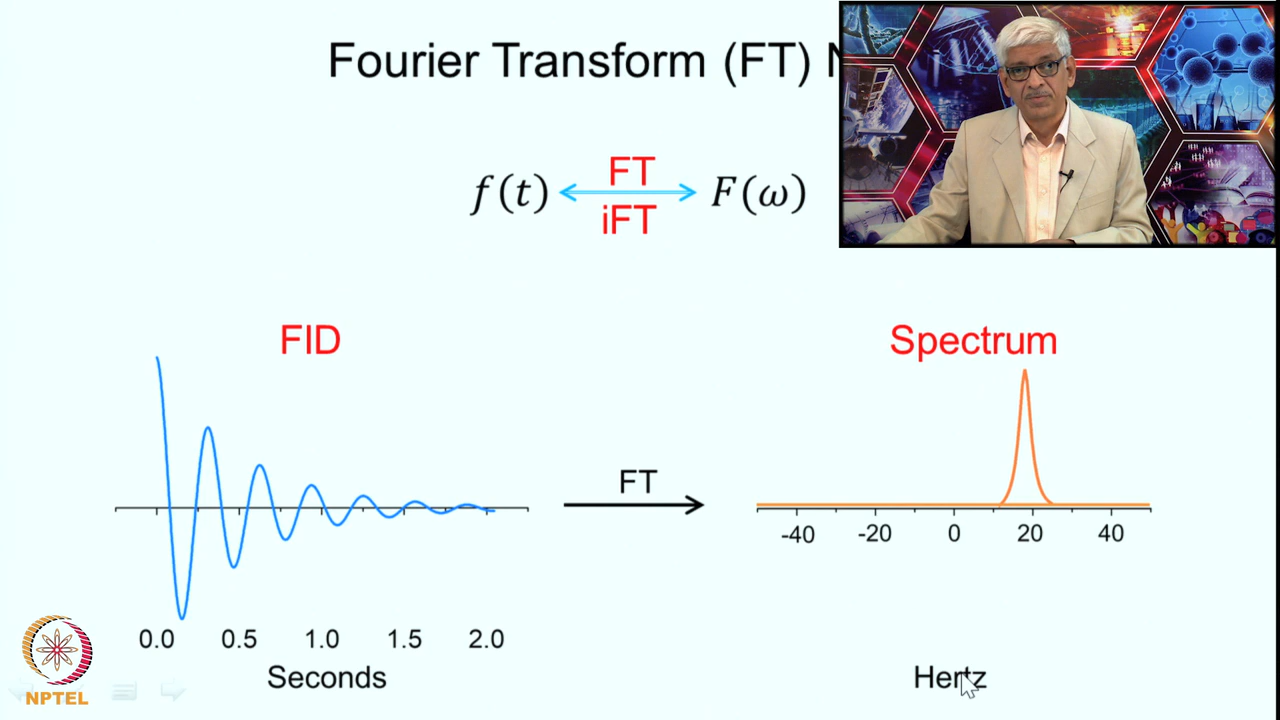 Fourier Transform (FT) N
FT
f(t) F(ω)
iFT
FID
Spectrum
FT
-40 -20 0 20 40
0.0 0.5 1.0 1.5 2.0
Seconds
Hertz
NPTEL